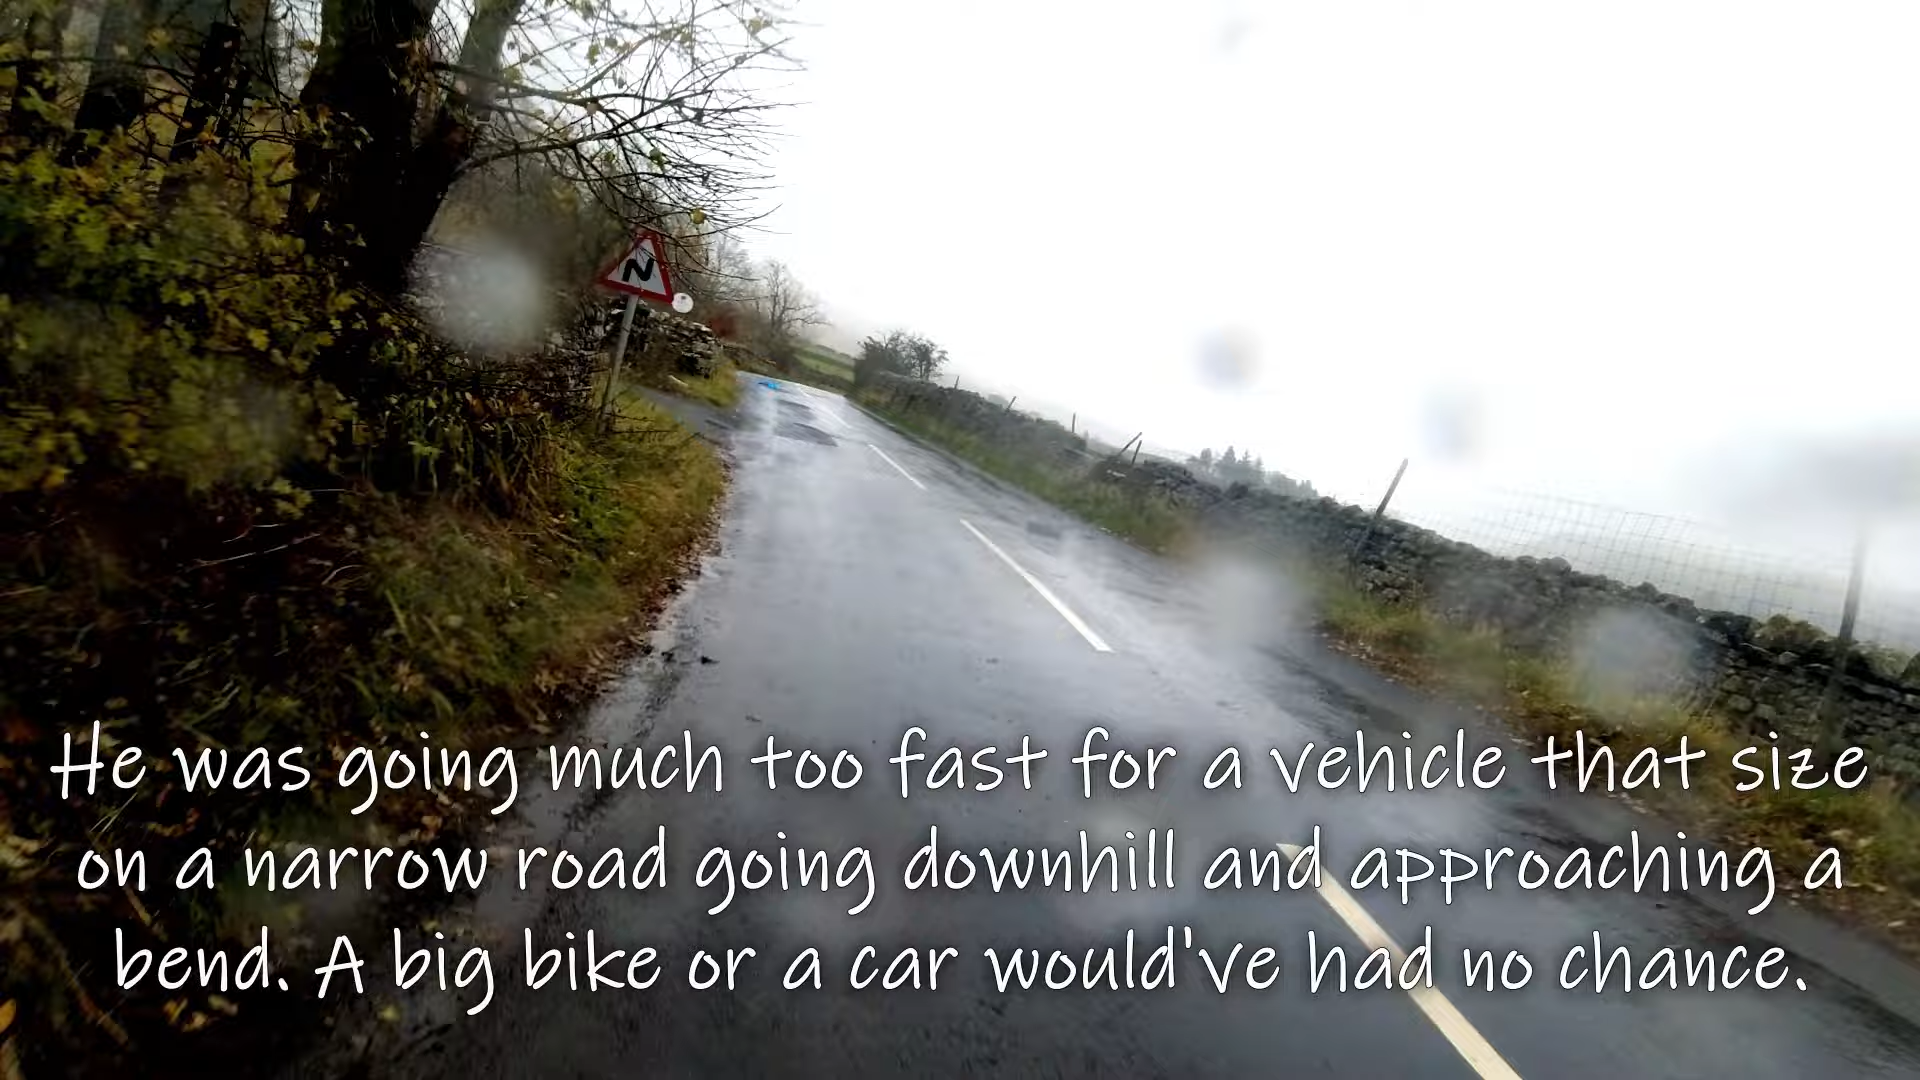 He was going much too fast for a vehicle that size
on a narrow road going downhill and approaching a
bend. A big bike or a car would've had no chance.